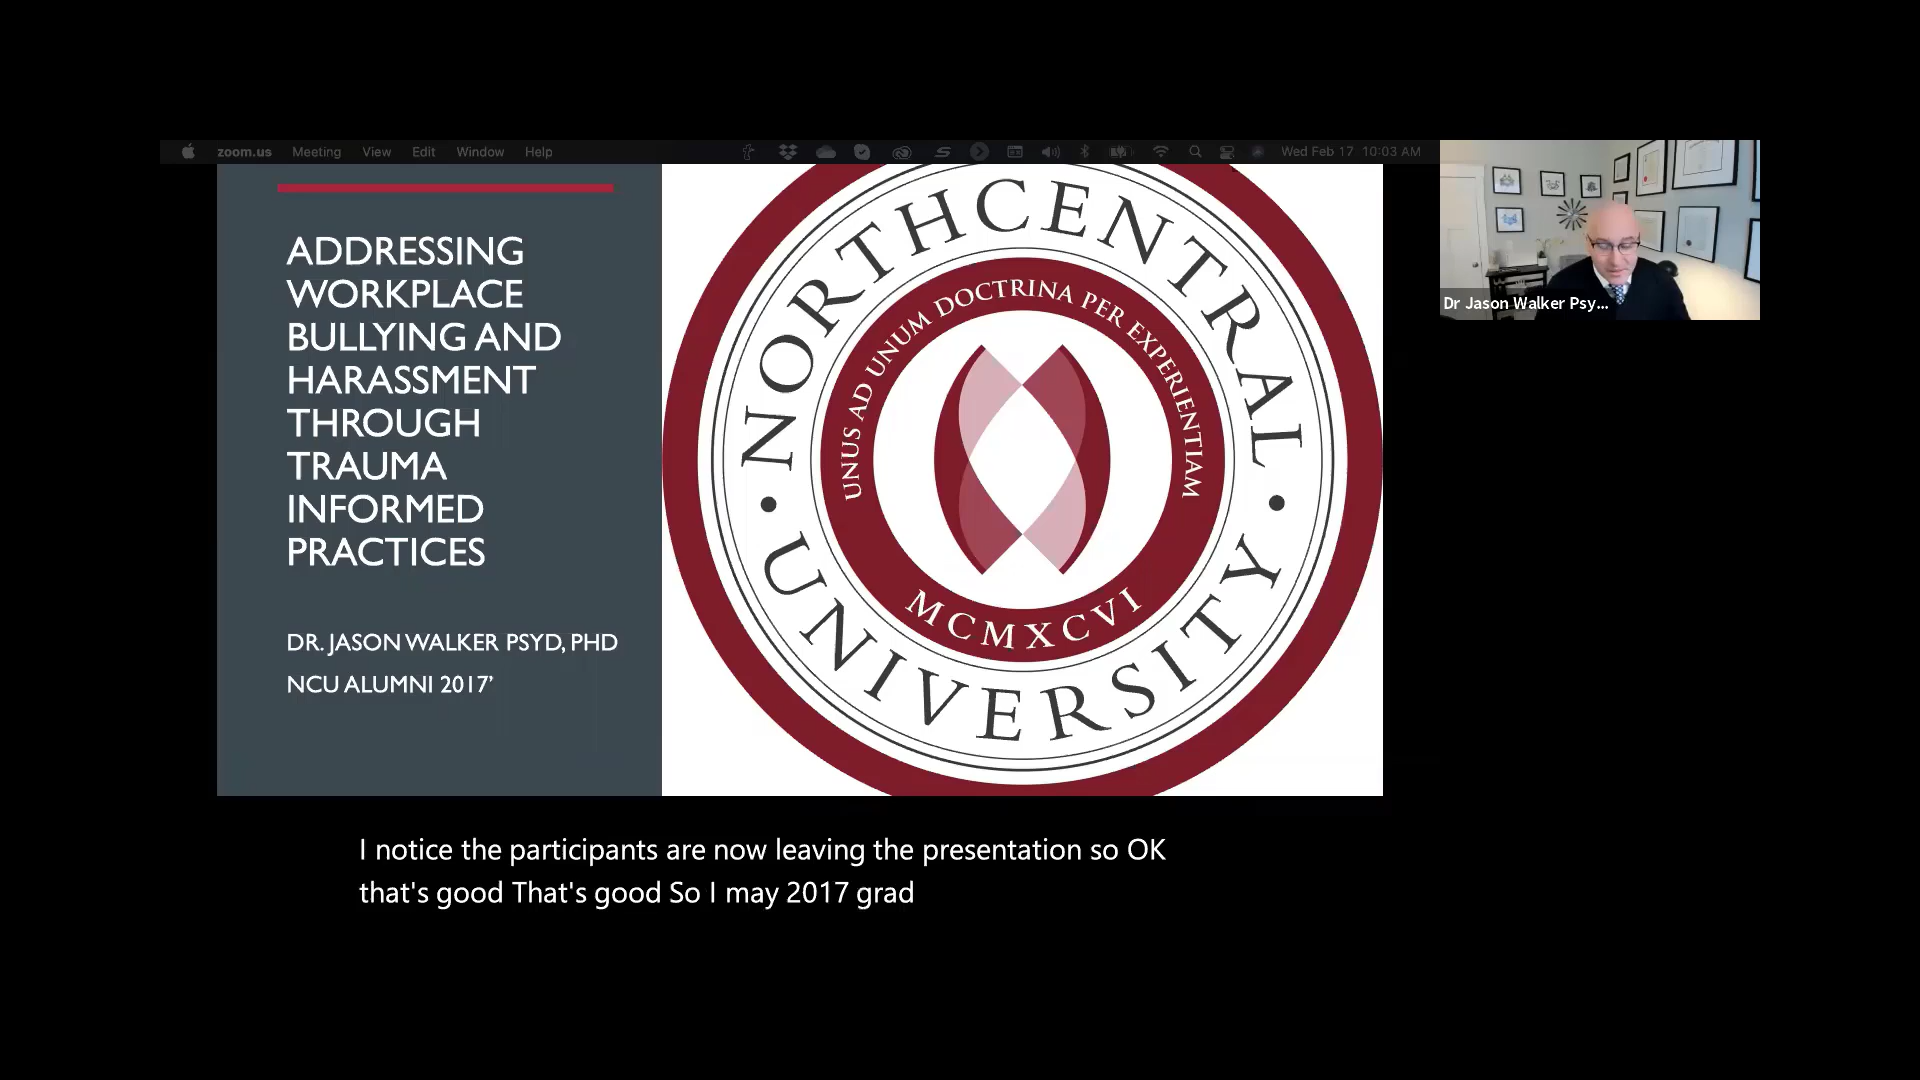 zoom.us Meeting View Edit Window Help Wed Feb 17 10:03 AM
ADDRESSING
WORKPLACE
BULLYING AND
HARASSMENT
THROUGH
TRAUMA
INFORMED
PRACTICES
DR. JASON WALKER PSYD, PHD
NCU ALUMNI 2017’
NORTHCENTRAL
UNIVERSITY
UNUS AD UNUM DOCTRINA PER EXPERIENTIAM
MCMXCVI
Dr Jason Walker Psy...
I notice the participants are now leaving the presentation so OK
that's good That's good So I may 2017 grad